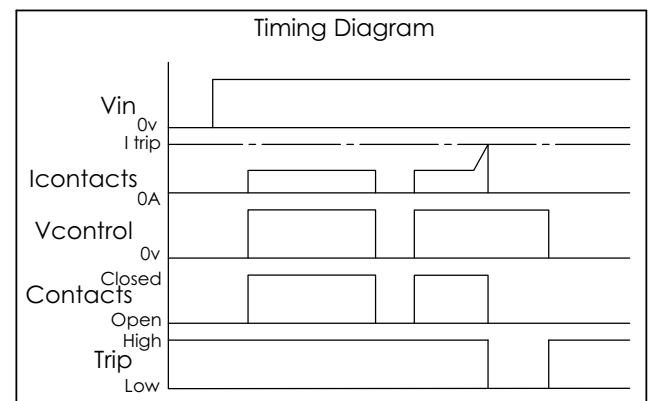 Timing Diagram
Vin
0v
I trip
Icontacts
0A
Vcontrol
0v
Closed
Contacts
Open
High
Trip
Low